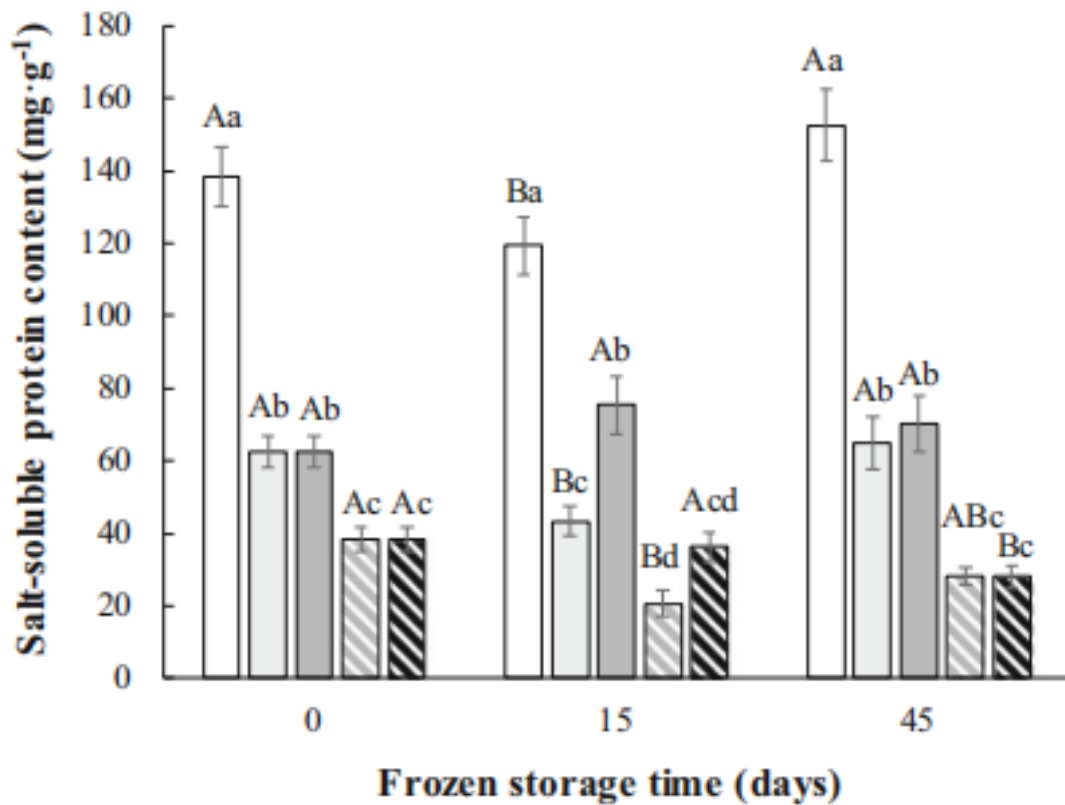 Salt-soluble protein content (mg·g⁻¹)
180
160
140
120
100
80
60
40
20
0
Aa
Ab
Ab
Ac
Ac
Ba
Bc
Ab
Bd
Acd
Aa
Ab
Ab
ABc
Bc
0
15
45
Frozen storage time (days)